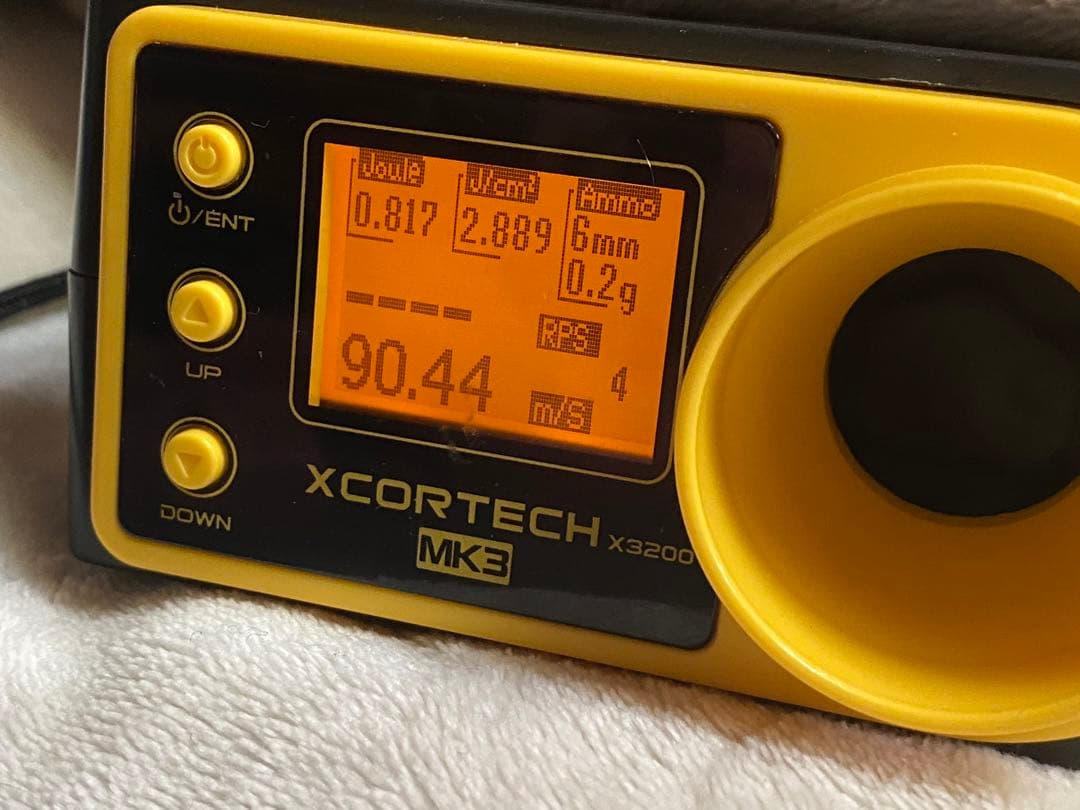 Joule J/cm² Ammo
0.817 2.889 6mm
0.2g
----
RPS
90.44 4
m/S
⏻/ENT
UP
DOWN
XCORTECH X3200
MK3